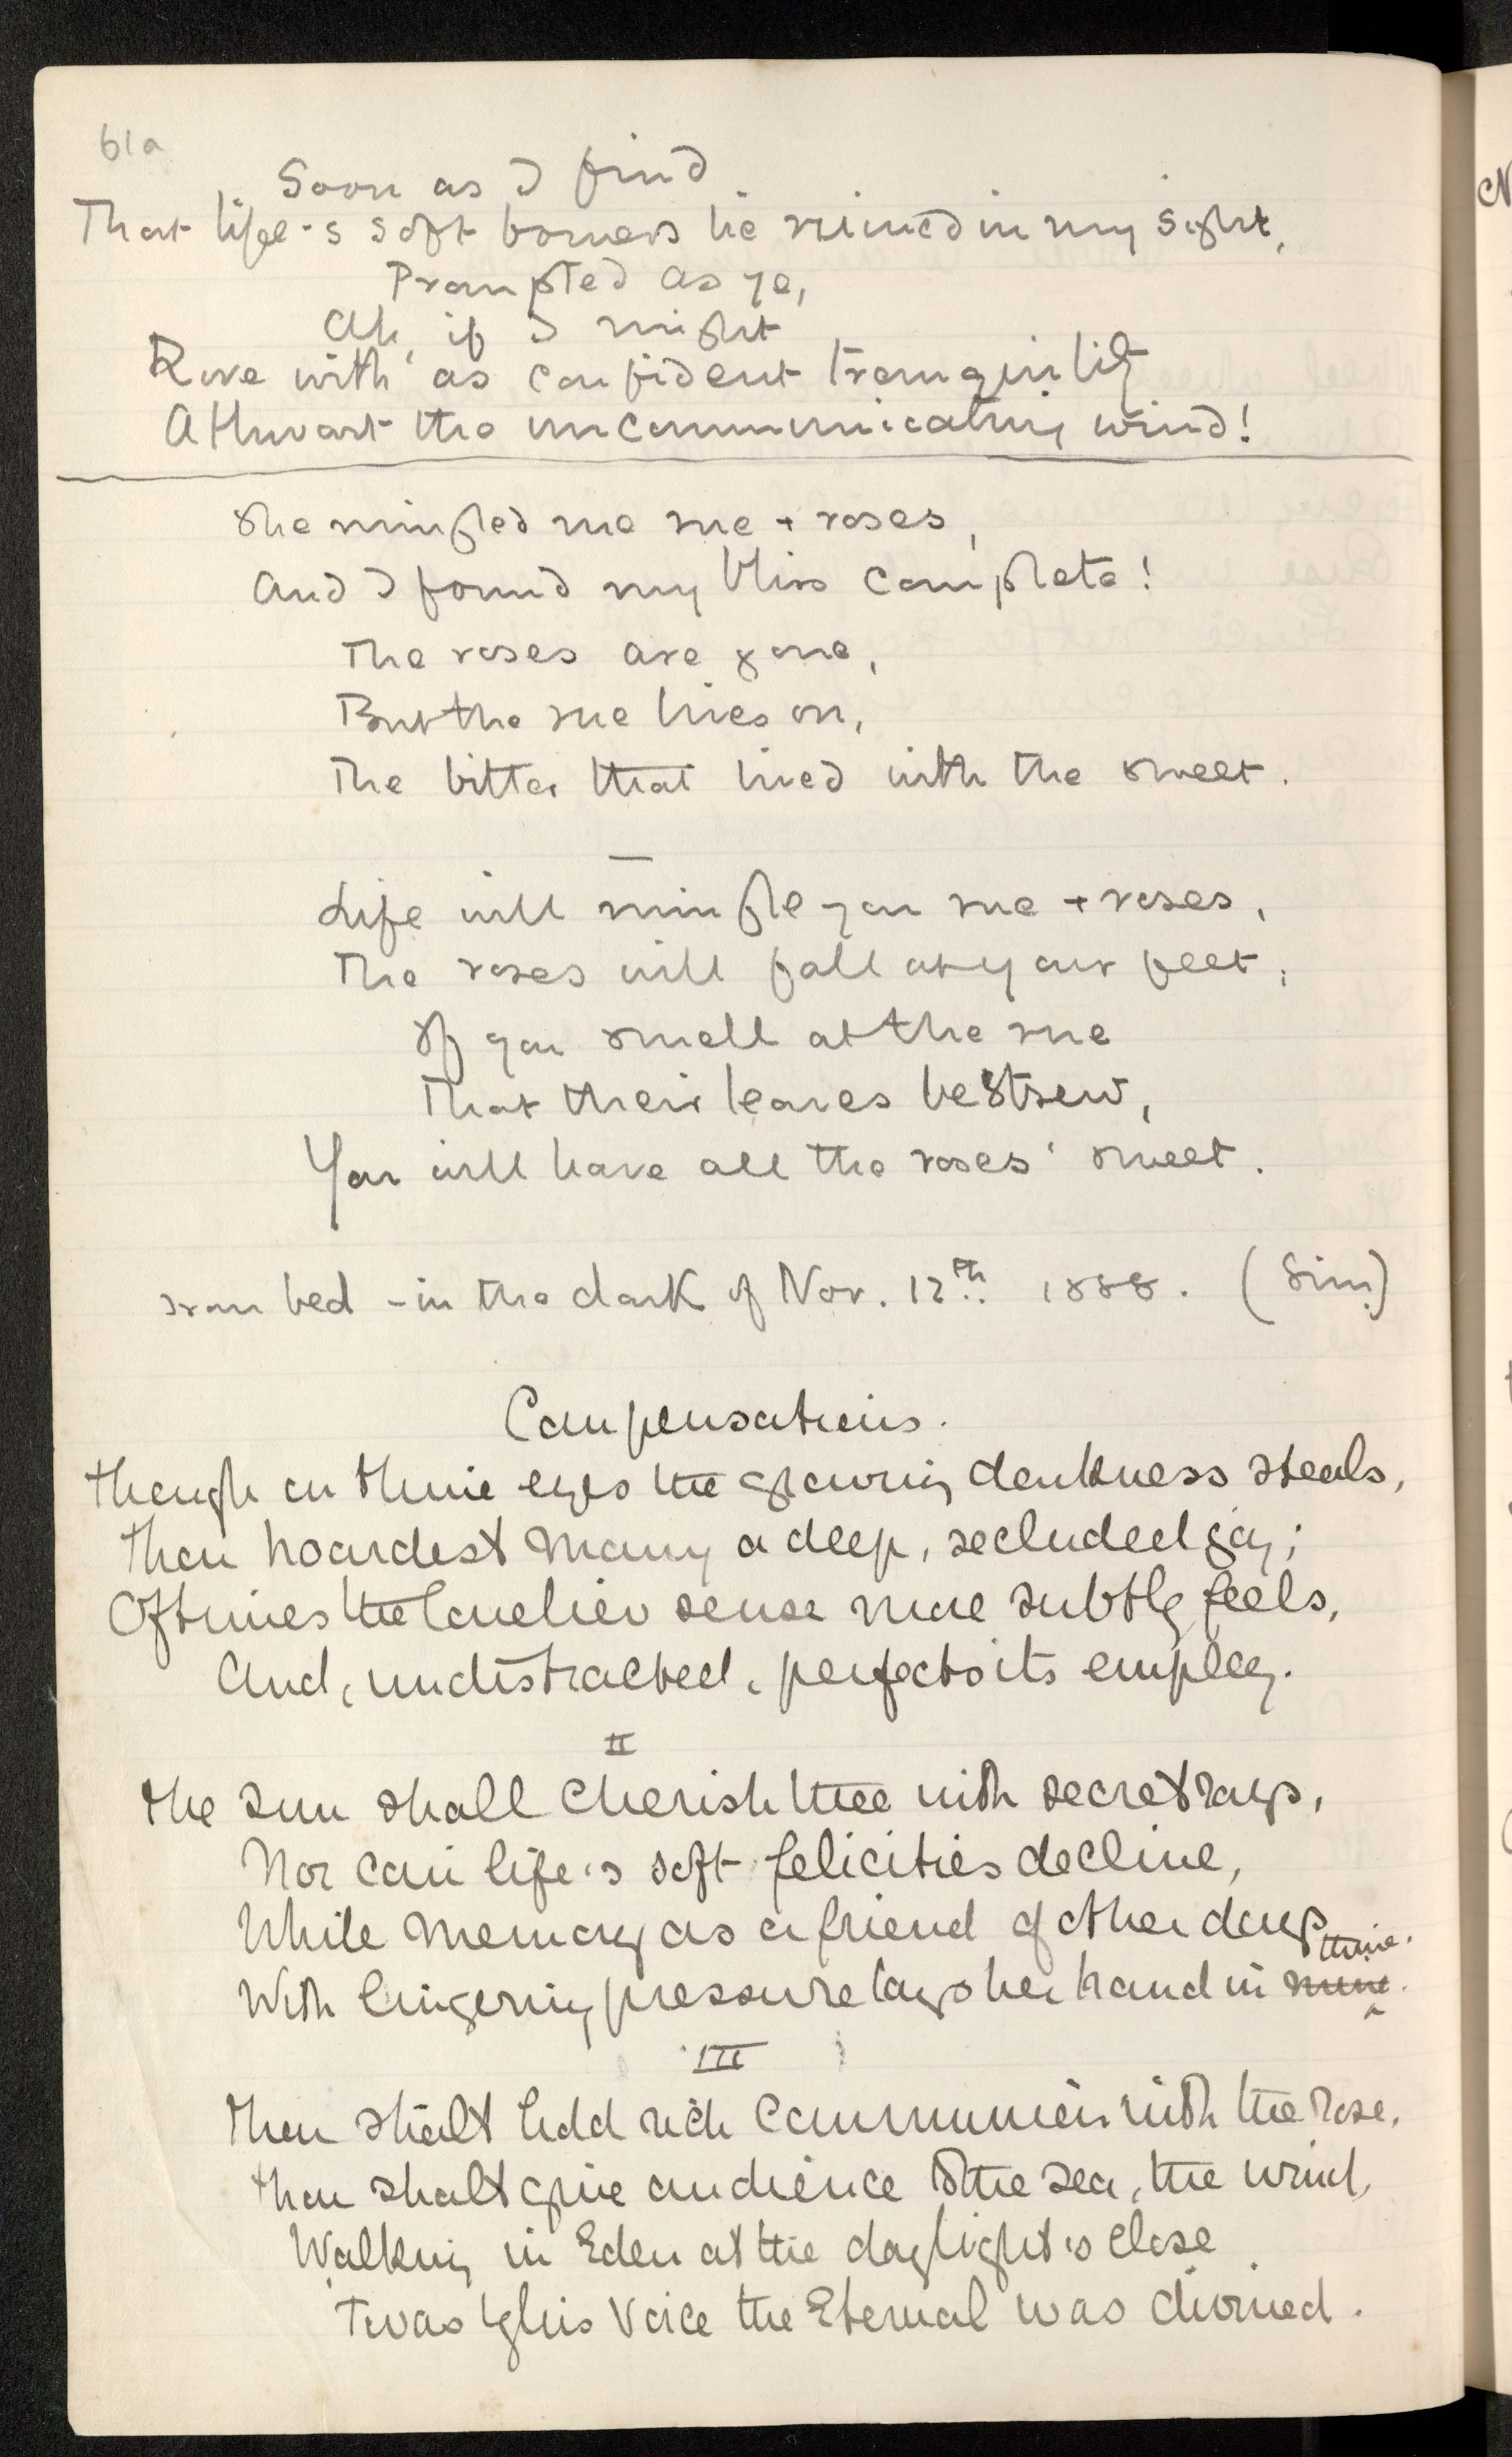 61a
Soon as I find
That life's soft bowers lie ruined in my sight,
Prompted as ye,
Ah, if I might
Rove with as confident tranquility
Athwart the uncommunicating wind!
She mingled me rue + roses,
And I found my bliss complete!
The roses are gone,
But the rue lives on,
The bitter that lived with the sweet.
Life will mingle you rue + roses,
The roses will fall at your feet;
If you smell at the rue
That their leaves bestrew,
You will have all the roses' sweet.
bed - in the dark of Nov. 12th 1888. (Sim)
Compensations.
Though on thine eyes the growing darkness steals,
Thou hoardest many a deep, secluded joy;
Oftimes the lonelier sense more subtly feels,
And, undistracted, perfects its employ.
II
The sun shall cherish thee with secret rays,
Nor can life's soft felicities decline,
While Memory as a friend of other days
thine.
With lingering pressure lays her hand in mine.
III
Thou shalt hold rich communion with the rose,
Thou shalt give audience to the sea, the wind,
Walking in Eden at the daylight's close
'Twas by his Voice the Eternal was divined.